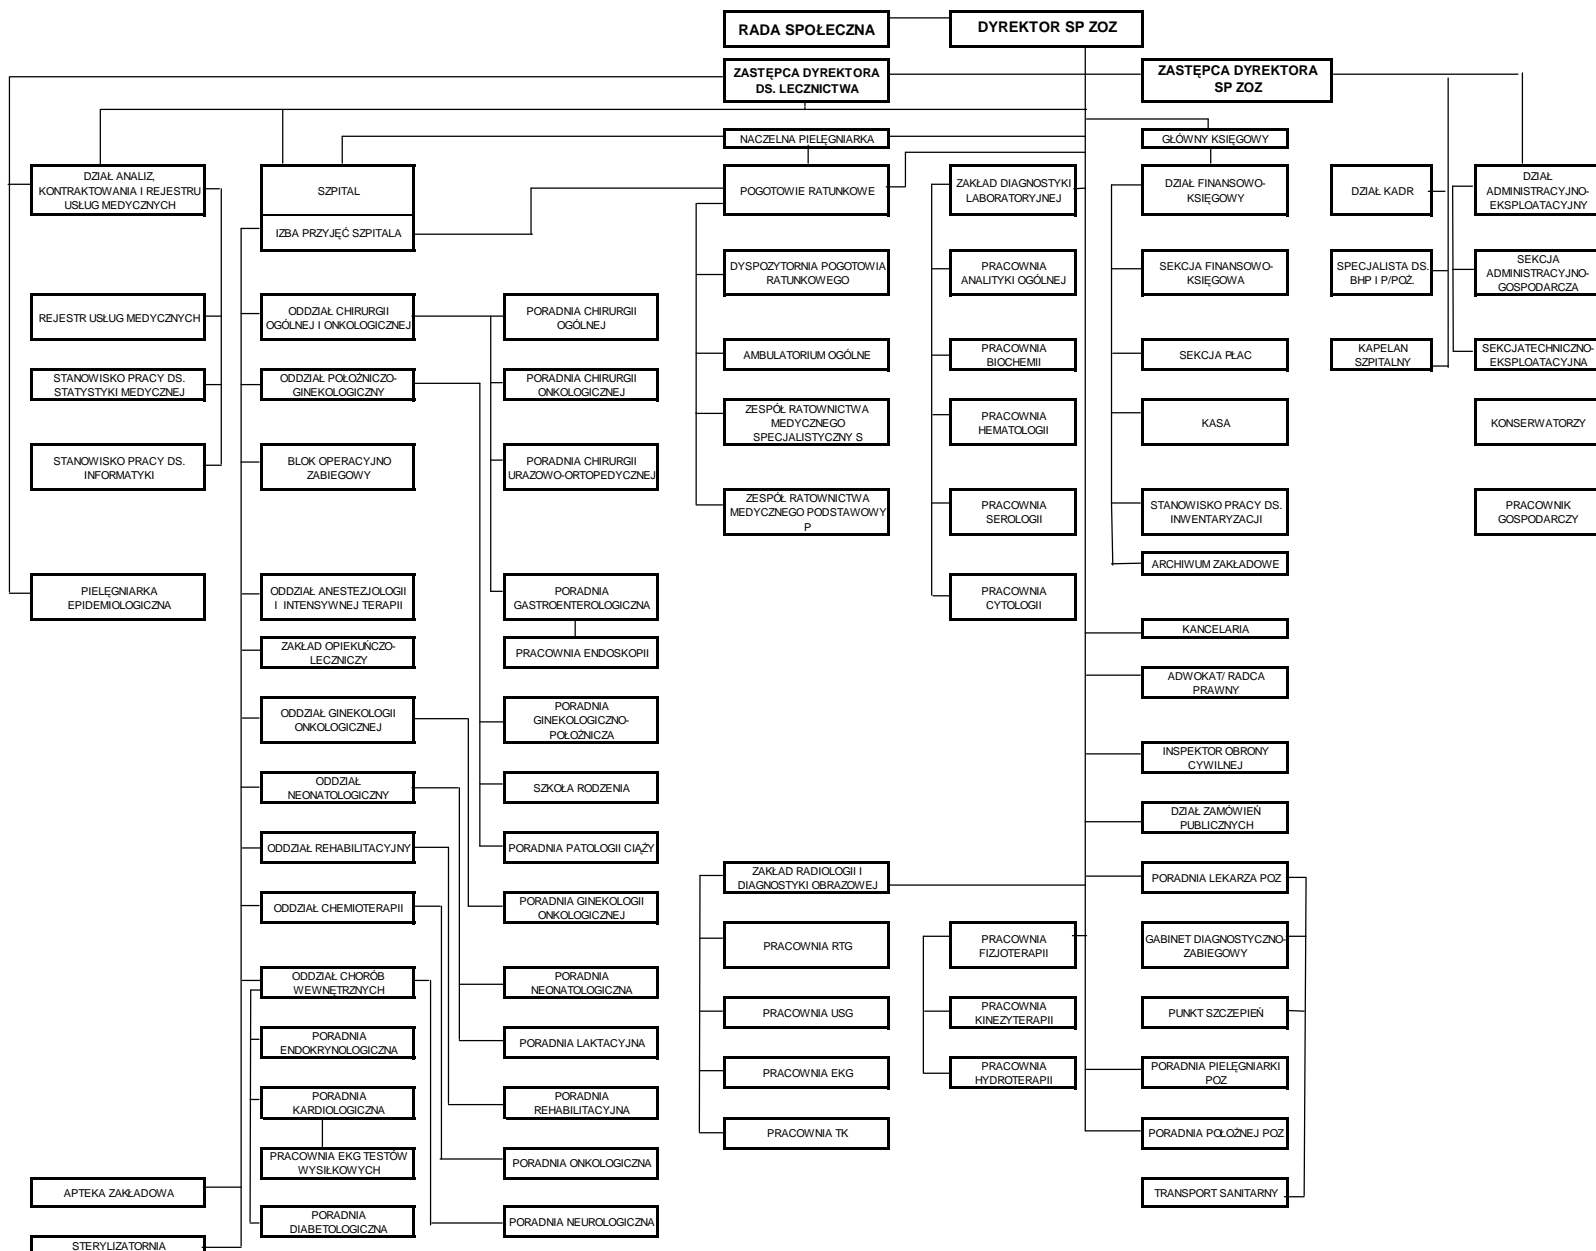 RADA SPOŁECZNA
DYREKTOR SP ZOZ
ZASTĘPCA DYREKTORA
DS. LECZNICTWA
ZASTĘPCA DYREKTORA
SP ZOZ
NACZELNA PIELĘGNIARKA
GŁÓWNY KSIĘGOWY
DZIAŁ ANALIZ,
KONTRAKTOWANIA I REJESTRU
USŁUG MEDYCZNYCH
SZPITAL
IZBA PRZYJĘĆ SZPITALA
POGOTOWIE RATUNKOWE
ZAKŁAD DIAGNOSTYKI
LABORATORYJNEJ
DZIAŁ FINANSOWO-
KSIĘGOWY
DZIAŁ KADR
DZIAŁ
ADMINISTRACYJNO-
EKSPLOATACYJNY
DYSPOZYTORNIA POGOTOWIA
RATUNKOWEGO
PRACOWNIA
ANALITYKI OGÓLNEJ
SEKCJA FINANSOWO-
KSIĘGOWA
SPECJALISTA DS.
BHP I P/POŻ.
SEKCJA
ADMINISTRACYJNO-
GOSPODARCZA
REJESTR USŁUG MEDYCZNYCH
ODDZIAŁ CHIRURGII
OGÓLNEJ I ONKOLOGICZNEJ
PORADNIA CHIRURGII
OGÓLNEJ
AMBULATORIUM OGÓLNE
PRACOWNIA
BIOCHEMII
SEKCJA PŁAC
KAPELAN
SZPITALNY
SEKCJATECHNICZNO-
EKSPLOATACYJNA
STANOWISKO PRACY DS.
STATYSTYKI MEDYCZNEJ
ODDZIAŁ POŁOŻNICZO-
GINEKOLOGICZNY
PORADNIA CHIRURGII
ONKOLOGICZNEJ
ZESPÓŁ RATOWNICTWA
MEDYCZNEGO
SPECJALISTYCZNY S
PRACOWNIA
HEMATOLOGII
KASA
KONSERWATORZY
STANOWISKO PRACY DS.
INFORMATYKI
BLOK OPERACYJNO
ZABIEGOWY
PORADNIA CHIRURGII
URAZOWO-ORTOPEDYCZNEJ
ZESPÓŁ RATOWNICTWA
MEDYCZNEGO PODSTAWOWY
P
PRACOWNIA
SEROLOGII
STANOWISKO PRACY DS.
INWENTARYZACJI
PRACOWNIK
GOSPODARCZY
ARCHIWUM ZAKŁADOWE
PIELĘGNIARKA
EPIDEMIOLOGICZNA
ODDZIAŁ ANESTEZJOLOGII
I INTENSYWNEJ TERAPII
PORADNIA
GASTROENTEROLOGICZNA
PRACOWNIA
CYTOLOGII
KANCELARIA
ZAKŁAD OPIEKUŃCZO-
LECZNICZY
PRACOWNIA ENDOSKOPII
ADWOKAT/ RADCA
PRAWNY
ODDZIAŁ GINEKOLOGII
ONKOLOGICZNEJ
PORADNIA
GINEKOLOGICZNO-
POŁOŻNICZA
INSPEKTOR OBRONY
CYWILNEJ
ODDZIAŁ
NEONATOLOGICZNY
SZKOŁA RODZENIA
DZIAŁ ZAMÓWIEŃ
PUBLICZNYCH
ODDZIAŁ REHABILITACYJNY
PORADNIA PATOLOGII CIĄŻY
ZAKŁAD RADIOLOGII I
DIAGNOSTYKI OBRAZOWEJ
PORADNIA LEKARZA POZ
ODDZIAŁ CHEMIOTERAPII
PORADNIA GINEKOLOGII
ONKOLOGICZNEJ
PRACOWNIA RTG
PRACOWNIA
FIZJOTERAPII
GABINET DIAGNOSTYCZNO-
ZABIEGOWY
ODDZIAŁ CHORÓB
WEWNĘTRZNYCH
PORADNIA
NEONATOLOGICZNA
PRACOWNIA USG
PRACOWNIA
KINEZYTERAPII
PUNKT SZCZEPIEŃ
PORADNIA
ENDOKRYNOLOGICZNA
PORADNIA LAKTACYJNA
PRACOWNIA EKG
PRACOWNIA
HYDROTERAPII
PORADNIA PIELĘGNIARKI
POZ
PORADNIA
KARDIOLOGICZNA
PORADNIA
REHABILITACYJNA
PRACOWNIA TK
PORADNIA POŁOŻNEJ POZ
PRACOWNIA EKG TESTÓW
WYSIŁKOWYCH
PORADNIA ONKOLOGICZNA
APTEKA ZAKŁADOWA
TRANSPORT SANITARNY
PORADNIA
DIABETOLOGICZNA
PORADNIA NEUROLOGICZNA
STERYLIZATORNIA